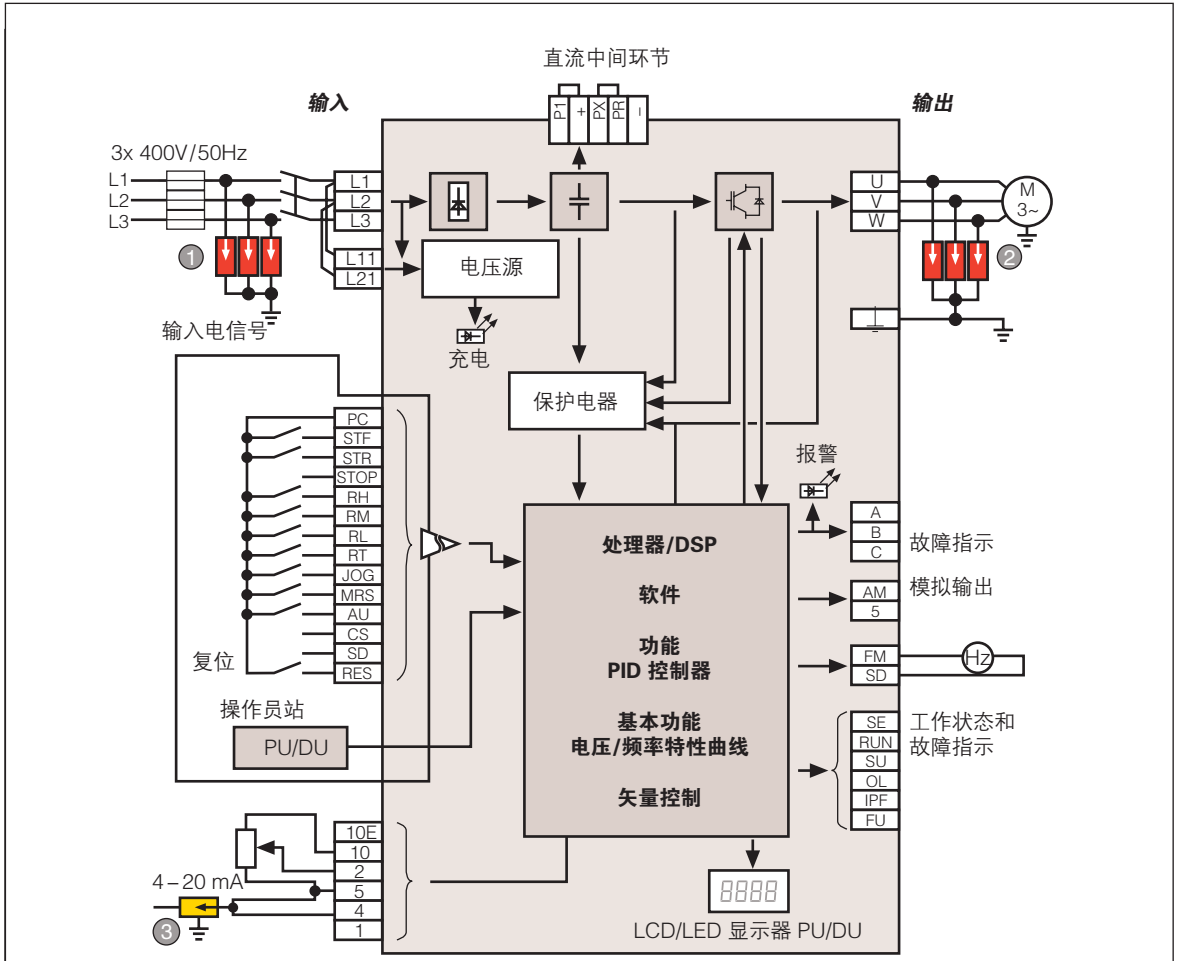 直流中间环节
P1
+
PX
PR
−
输入
输出
3x 400V/50Hz
L1
L2
L3
L1
L2
L3
L11
L21
1
电压源
充电
U
V
W
M
3~
2
输入电信号
保护电器
PC
STF
STR
STOP
RH
RM
RL
RT
JOG
MRS
AU
CS
SD
RES
复位
操作员站
PU/DU
处理器/DSP
软件
功能
PID 控制器
基本功能
电压/频率特性曲线
矢量控制
报警
A
B
C
故障指示
AM
5
模拟输出
FM
SD
Hz
SE
RUN
SU
OL
IPF
FU
工作状态和
故障指示
10E
10
2
5
4
1
4–20 mA
3
8888
LCD/LED 显示器 PU/DU